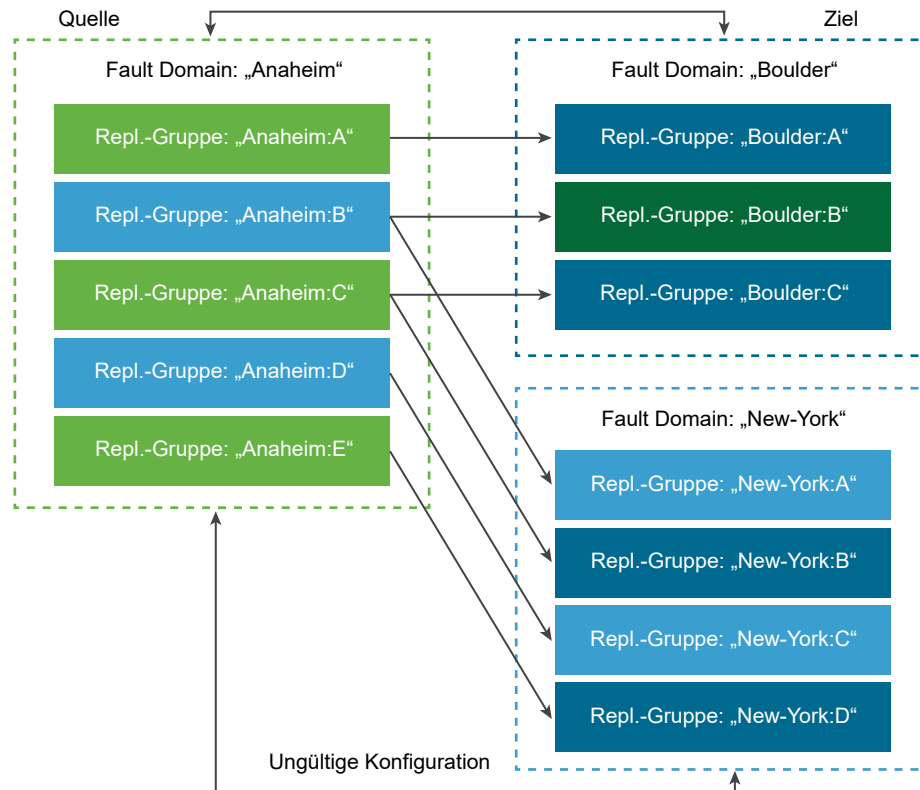 Quelle
Ziel
Fault Domain: „Anaheim“
Repl.-Gruppe: „Anaheim:A“
Repl.-Gruppe: „Anaheim:B“
Repl.-Gruppe: „Anaheim:C“
Repl.-Gruppe: „Anaheim:D“
Repl.-Gruppe: „Anaheim:E“
Fault Domain: „Boulder“
Repl.-Gruppe: „Boulder:A“
Repl.-Gruppe: „Boulder:B“
Repl.-Gruppe: „Boulder:C“
Fault Domain: „New-York“
Repl.-Gruppe: „New-York:A“
Repl.-Gruppe: „New-York:B“
Repl.-Gruppe: „New-York:C“
Repl.-Gruppe: „New-York:D“
Ungültige Konfiguration